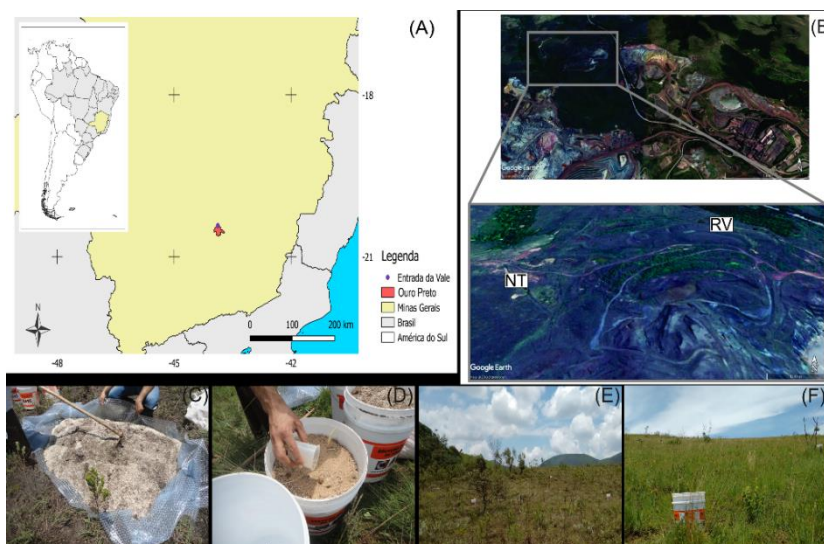 (A)
-18
-21
-48
-45
-42
N
Legenda
Entrada da Vale
Ouro Preto
Minas Gerais
Brasil
América do Sul
0 100 200 km
(B
Google Earth
RV
NT
Google Earth
(C)
(D)
(E)
(F)